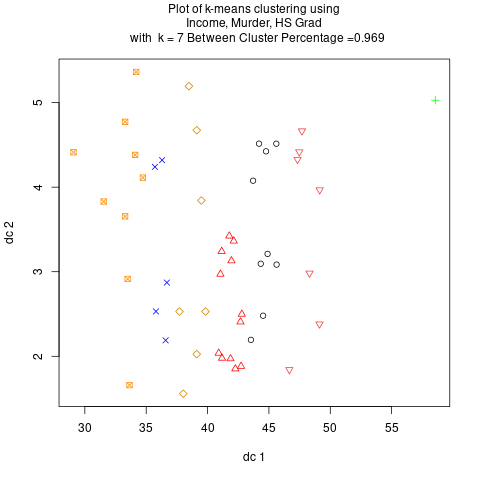 Plot of k-means clustering using
Income, Murder, HS Grad
with  k = 7 Between Cluster Percentage =0.969
5
4
3
2
dc 2
30 35 40 45 50 55
dc 1